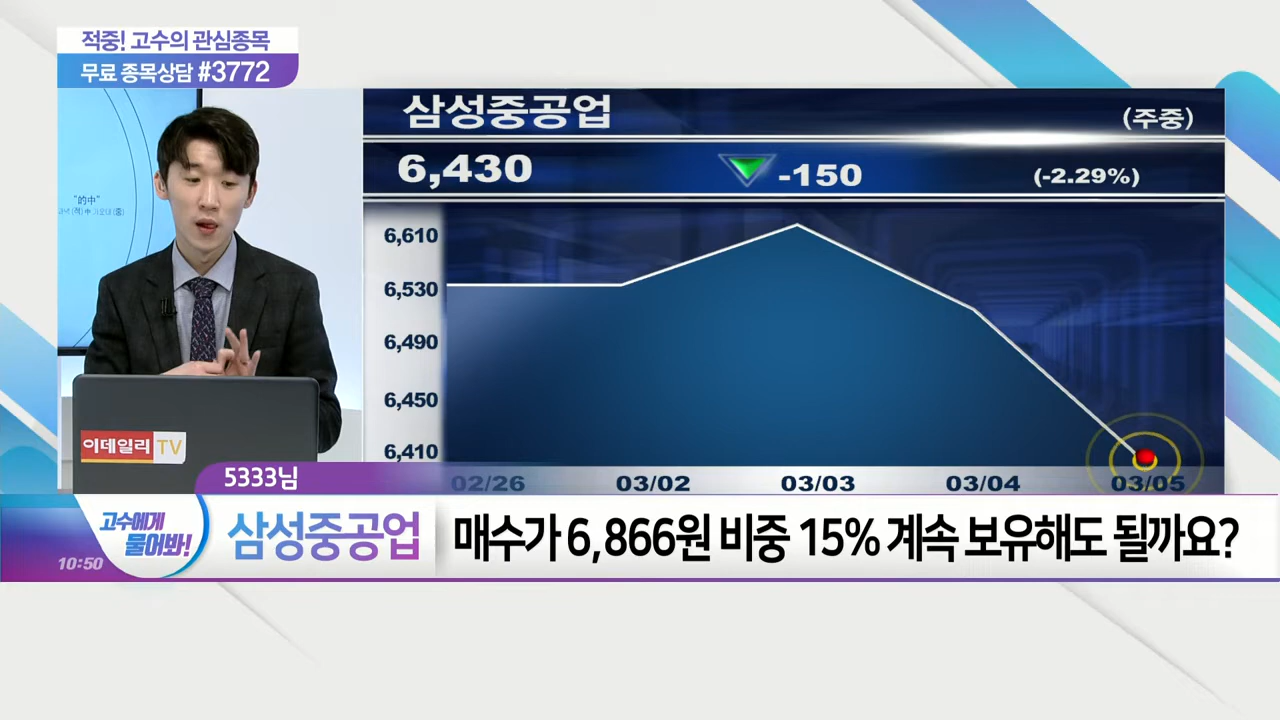 적중! 고수의 관심종목
무료 종목상담 #3772
삼성중공업
(주중)
6,430
-150
(-2.29%)
"的中"
6,610
6,530
6,490
6,450
6,410
02/26 03/02 03/03 03/04 03/05
이데일리 TV
5333님
고수에게
물어봐!
10:50
삼성중공업
매수가 6,866원 비중 15% 계속 보유해도 될까요?